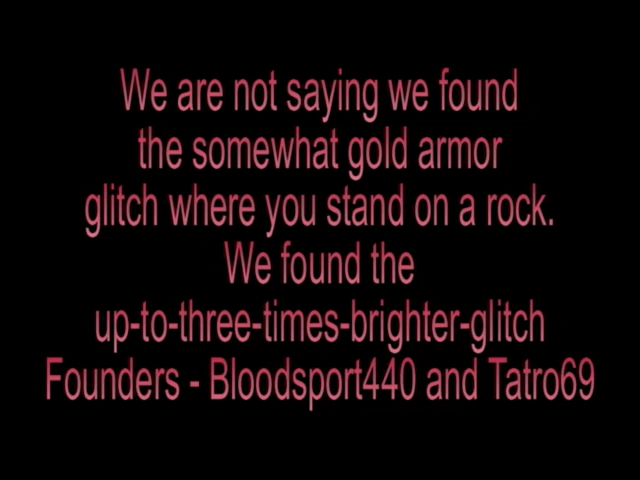 We are not saying we found
the somewhat gold armor
glitch where you stand on a rock.
We found the
up-to-three-times-brighter-glitch
Founders - Bloodsport440 and Tatro69